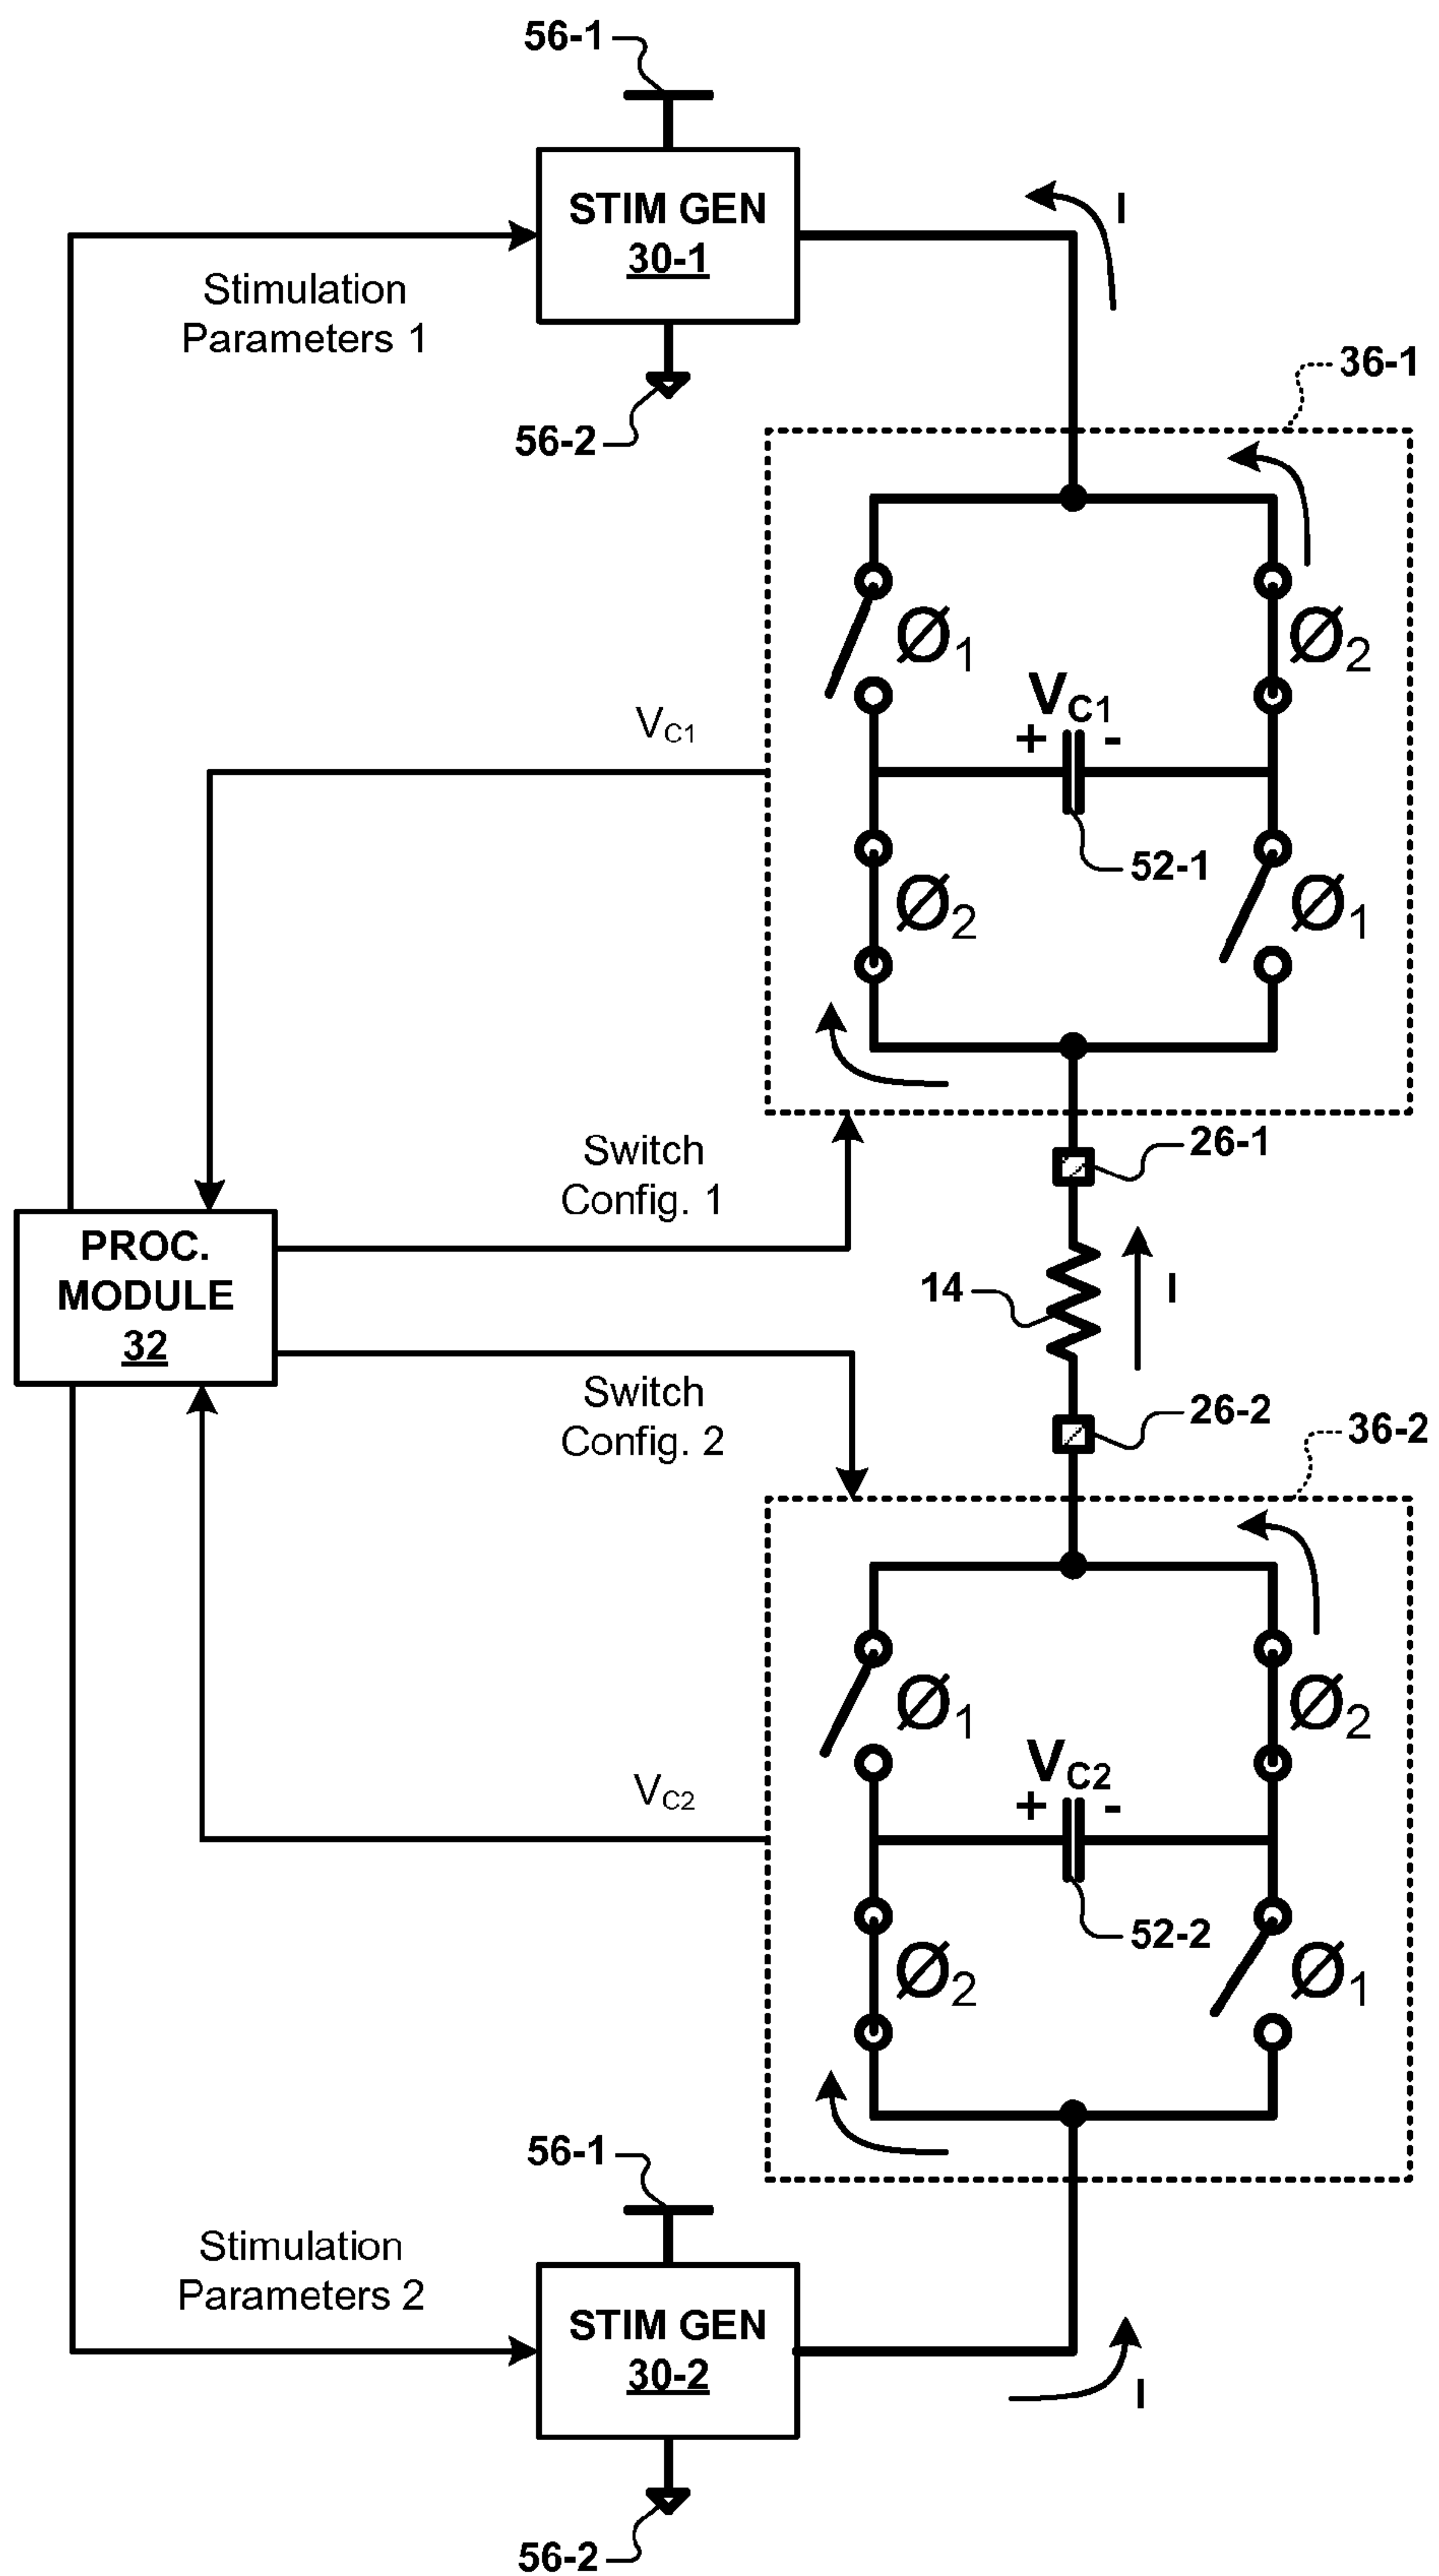 56-1
STIM GEN
30-1
I
Stimulation
Parameters 1
56-2
36-1
Ø1
Ø2
VC1
+ -
VC1
52-1
Ø2
Ø1
Switch
Config. 1
26-1
PROC.
MODULE
32
14
I
Switch
Config. 2
26-2
36-2
Ø1
Ø2
VC2
+ -
VC2
52-2
Ø2
Ø1
56-1
Stimulation
Parameters 2
STIM GEN
30-2
I
56-2